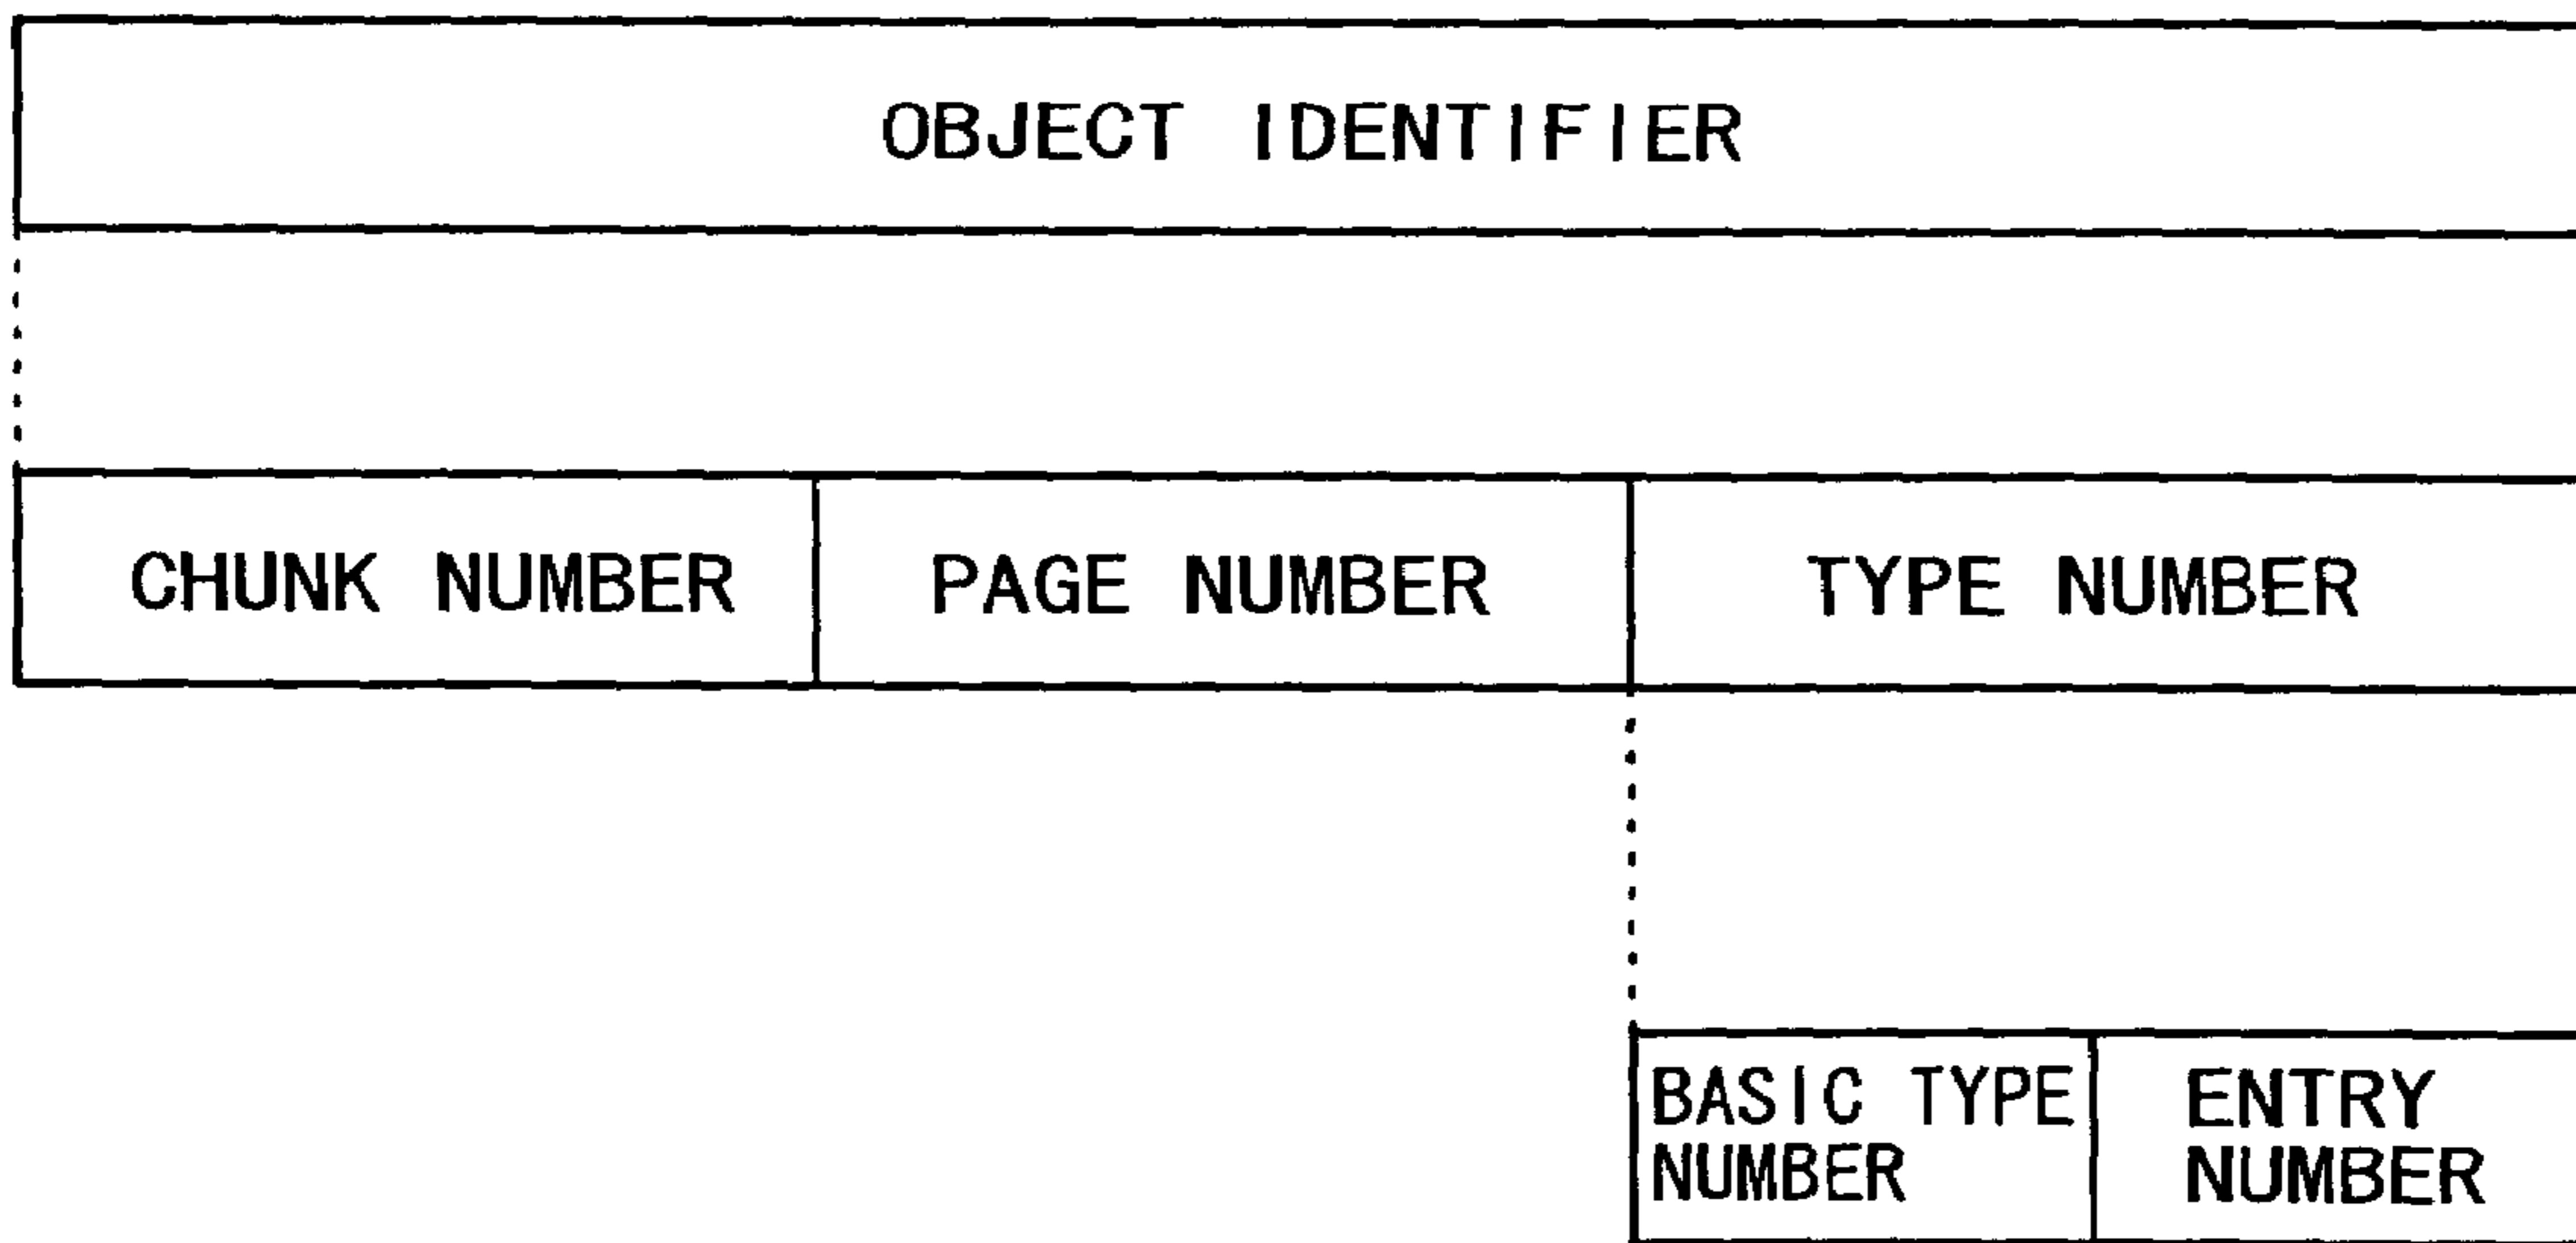 OBJECT IDENTIFIER
CHUNK NUMBER PAGE NUMBER TYPE NUMBER
BASIC TYPE
NUMBER
ENTRY
NUMBER